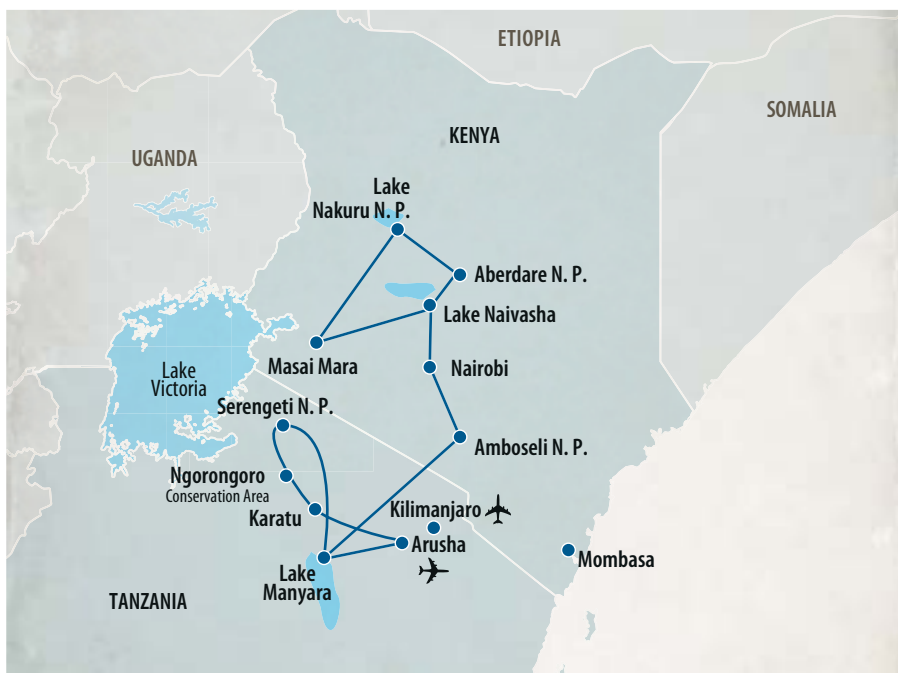 ETIOPIA
SOMALIA
KENYA
UGANDA
Lake
Nakuru N. P.
Aberdare N. P.
Lake Naivasha
Masai Mara
Nairobi
Lake
Victoria
Serengeti N. P.
Amboseli N. P.
Ngorongoro
Conservation Area
Karatu
Kilimanjaro
Arusha
Mombasa
Lake
Manyara
TANZANIA